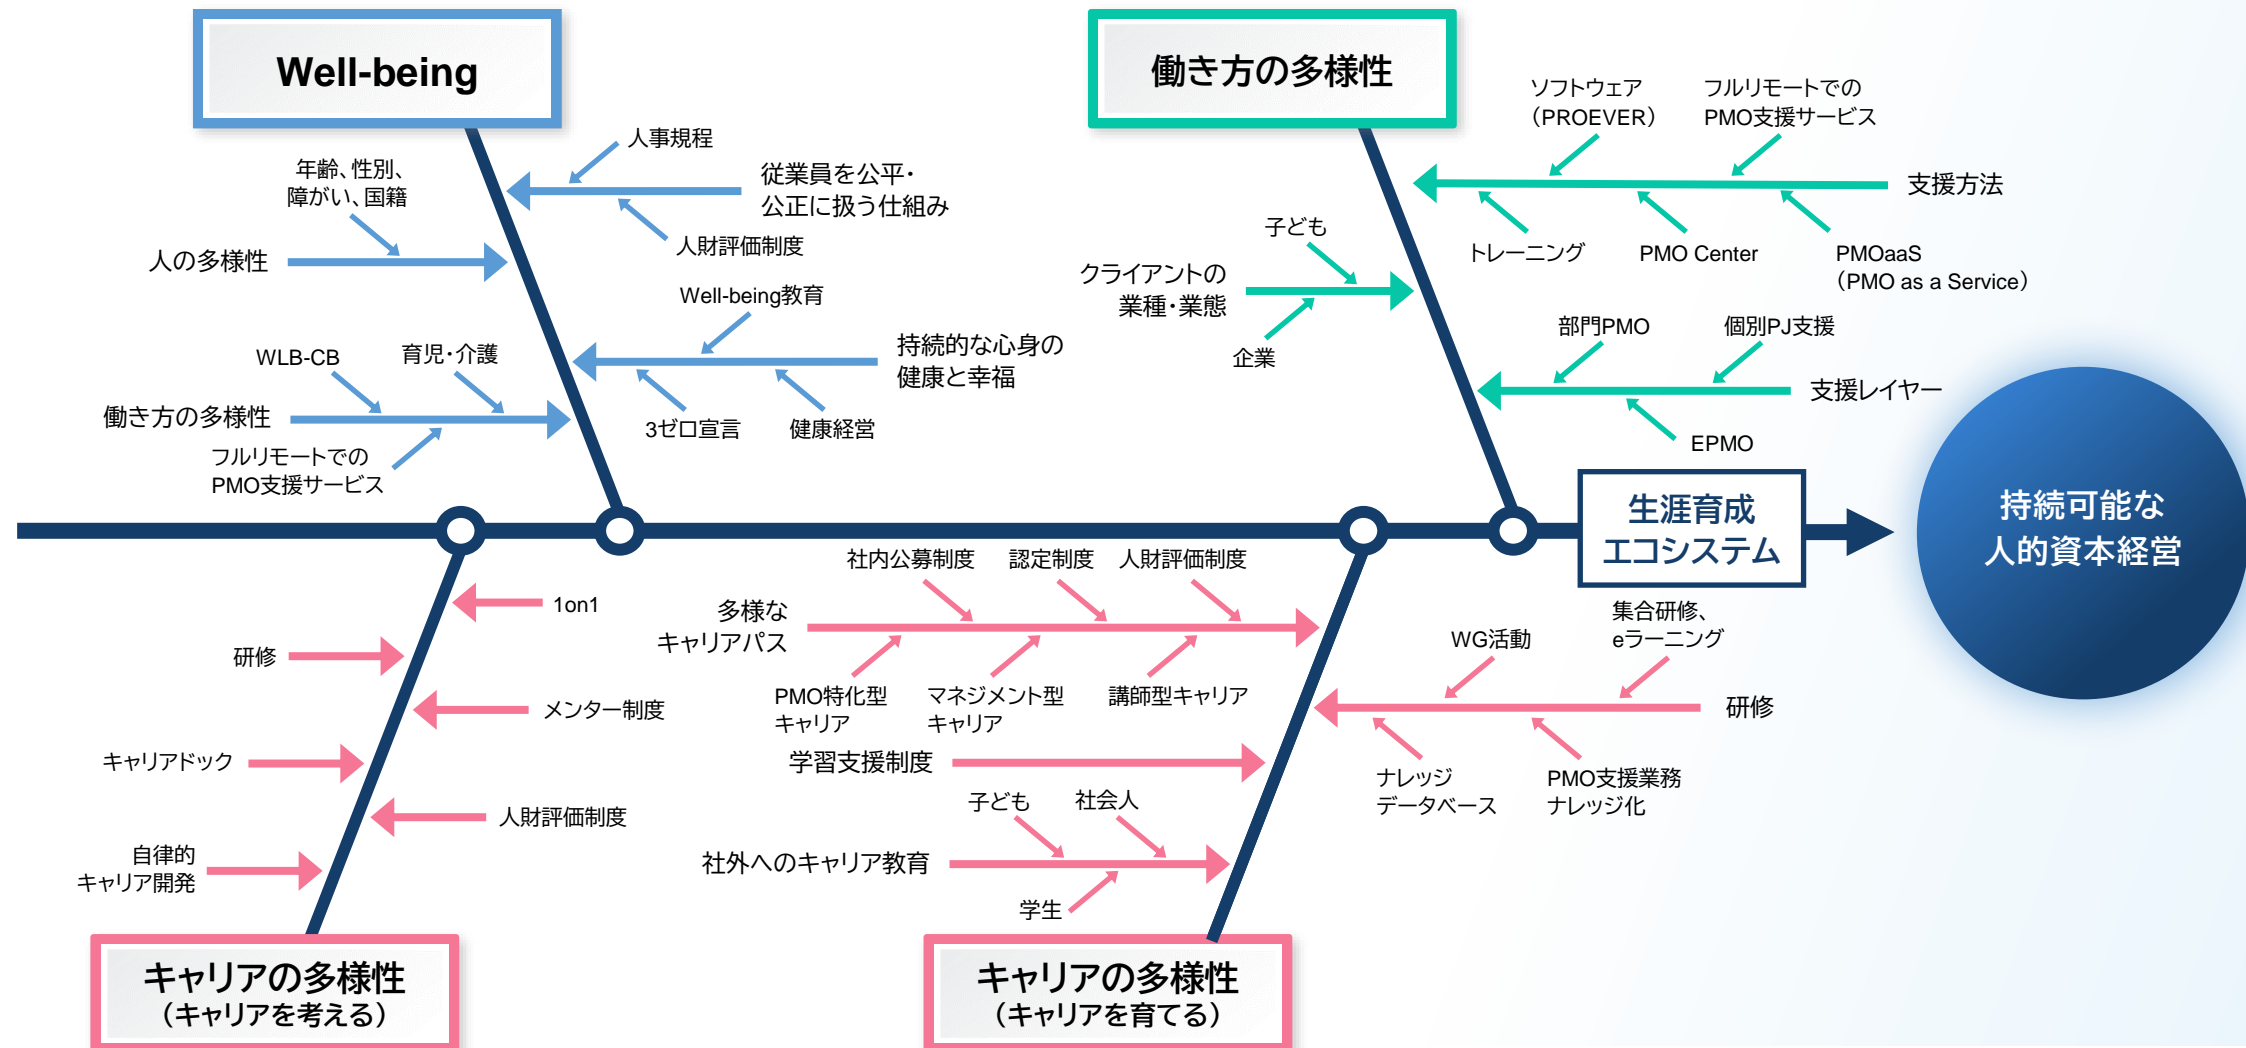 Well-being
人事規程
年齢、性別、
障がい、国籍
従業員を公平・
公正に扱う仕組み
人財評価制度
人の多様性
Well-being教育
WLB-CB
育児・介護
持続的な心身の
健康と幸福
働き方の多様性
3ゼロ宣言
健康経営
フルリモートでの
PMO支援サービス
働き方の多様性
ソフトウェア
（PROEVER）
フルリモートでの
PMO支援サービス
支援方法
トレーニング
PMO Center
PMOaaS
（PMO as a Service）
子ども
クライアントの
業種・業態
企業
部門PMO
個別PJ支援
支援レイヤー
EPMO
生涯育成
エコシステム
持続可能な
人的資本経営
1on1
研修
メンター制度
キャリアドック
人財評価制度
自律的
キャリア開発
キャリアの多様性
（キャリアを考える）
社内公募制度
認定制度
人財評価制度
多様な
キャリアパス
PMO特化型
キャリア
マネジメント型
キャリア
講師型キャリア
WG活動
集合研修、
eラーニング
研修
学習支援制度
ナレッジ
データベース
PMO支援業務
ナレッジ化
子ども
社会人
社外へのキャリア教育
学生
キャリアの多様性
（キャリアを育てる）